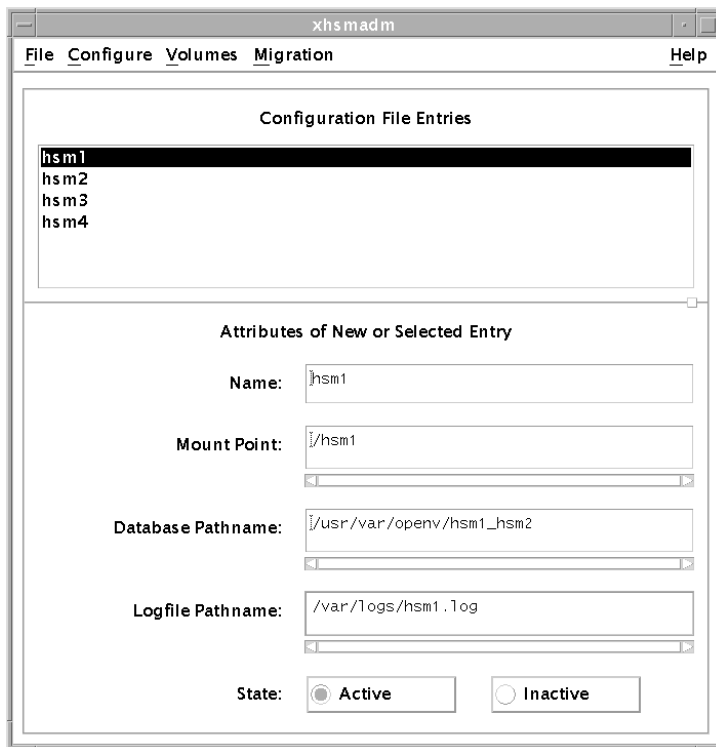 xhsmadm
File Configure Volumes Migration Help
Configuration File Entries
hsm1
hsm2
hsm3
hsm4
Attributes of New or Selected Entry
Name: hsm1
Mount Point: /hsm1
Database Pathname: /usr/var/openv/hsm1_hsm2
Logfile Pathname: /var/logs/hsm1.log
State: Active Inactive